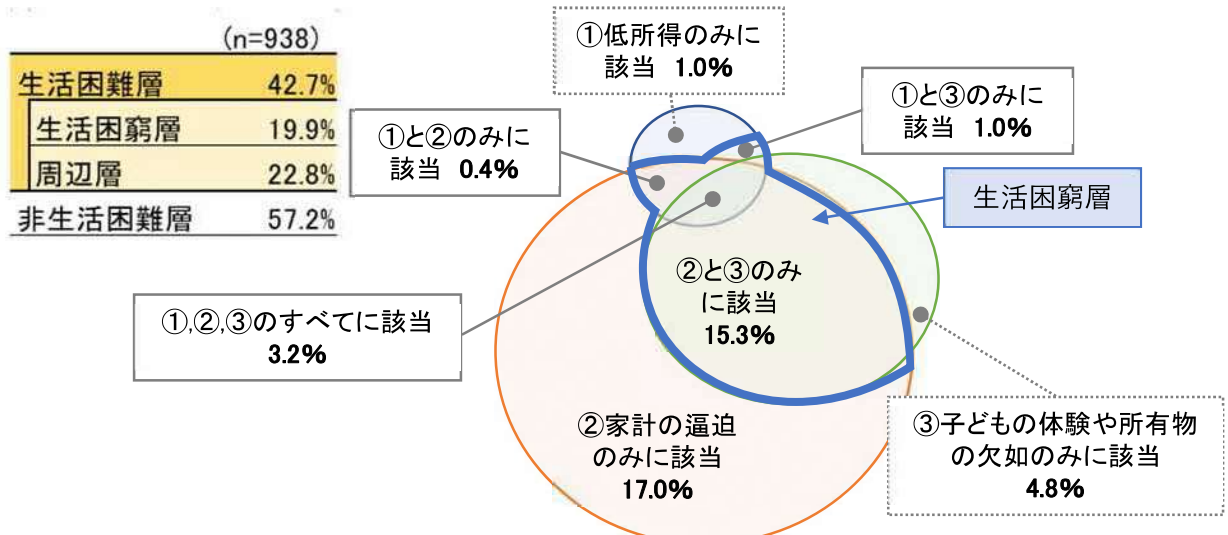 (n=938)
生活困難層 42.7%
生活困窮層 19.9%
周辺層 22.8%
非生活困難層 57.2%
①低所得のみに
該当 1.0%
①と③のみに
該当 1.0%
①と②のみに
該当 0.4%
生活困窮層
②と③のみ
に該当
15.3%
①,②,③のすべてに該当
3.2%
②家計の逼迫
のみに該当
17.0%
③子どもの体験や所有物
の欠如のみに該当
4.8%